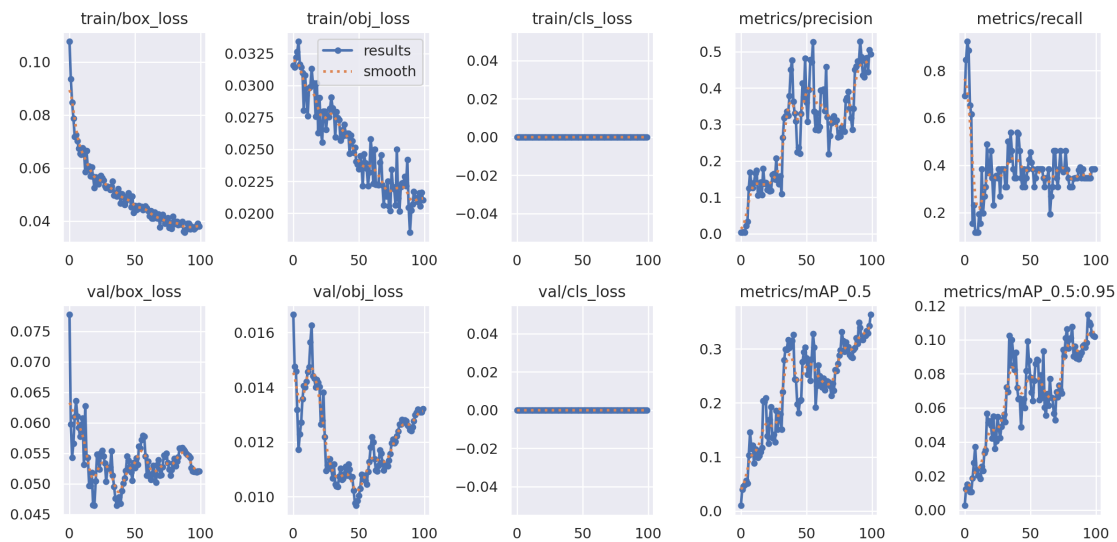 train/box_loss
train/obj_loss
train/cls_loss
metrics/precision
metrics/recall
0.10
0.08
0.06
0.04
0 50 100
0.0325
0.0300
0.0275
0.0250
0.0225
0.0200
results
smooth
0 50 100
0.04
0.02
0.00
−0.02
−0.04
0 50 100
0.5
0.4
0.3
0.2
0.1
0.0
0 50 100
0.8
0.6
0.4
0.2
0 50 100
val/box_loss
val/obj_loss
val/cls_loss
metrics/mAP_0.5
metrics/mAP_0.5:0.95
0.075
0.070
0.065
0.060
0.055
0.050
0.045
0 50 100
0.016
0.014
0.012
0.010
0 50 100
0.04
0.02
0.00
−0.02
−0.04
0 50 100
0.3
0.2
0.1
0.0
0 50 100
0.12
0.10
0.08
0.06
0.04
0.02
0.00
0 50 100